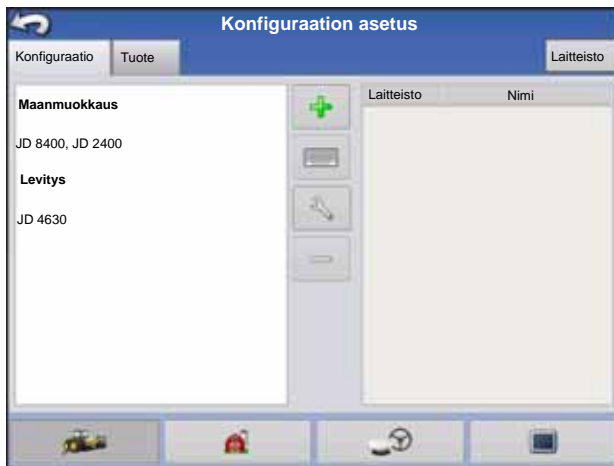 Konfiguraation asetus
Konfiguraatio
Tuote
Laitteisto
Maanmuokkaus
JD 8400, JD 2400
Levitys
JD 4630
Laitteisto
Nimi